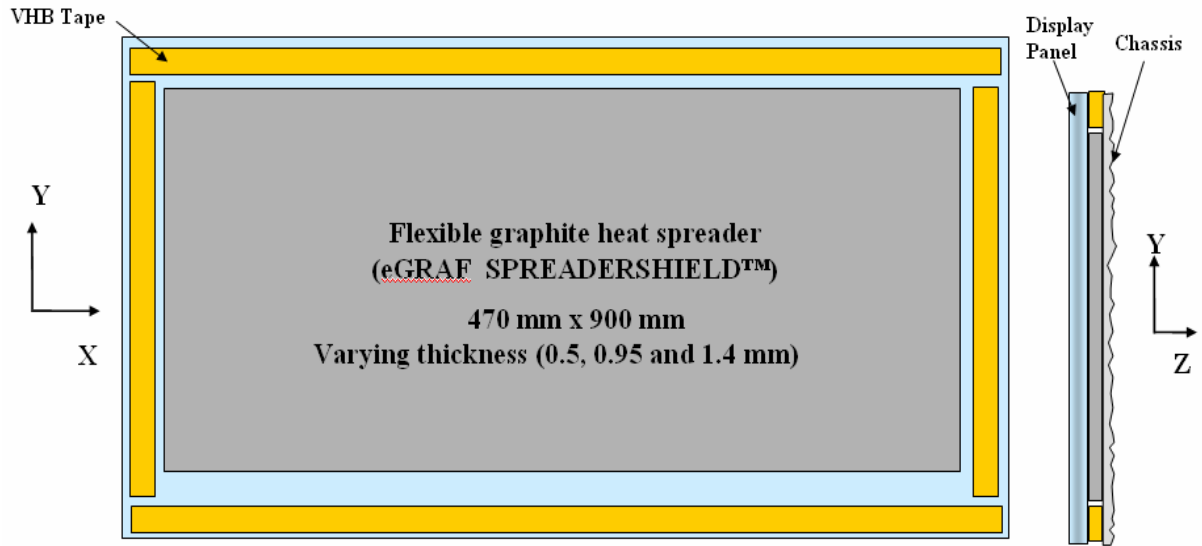 VHB Tape
Display
Panel
Chassis
Y
X
Flexible graphite heat spreader
(eGRAF SPREADERSHIELD™)
470 mm x 900 mm
Varying thickness (0.5, 0.95 and 1.4 mm)
Y
Z